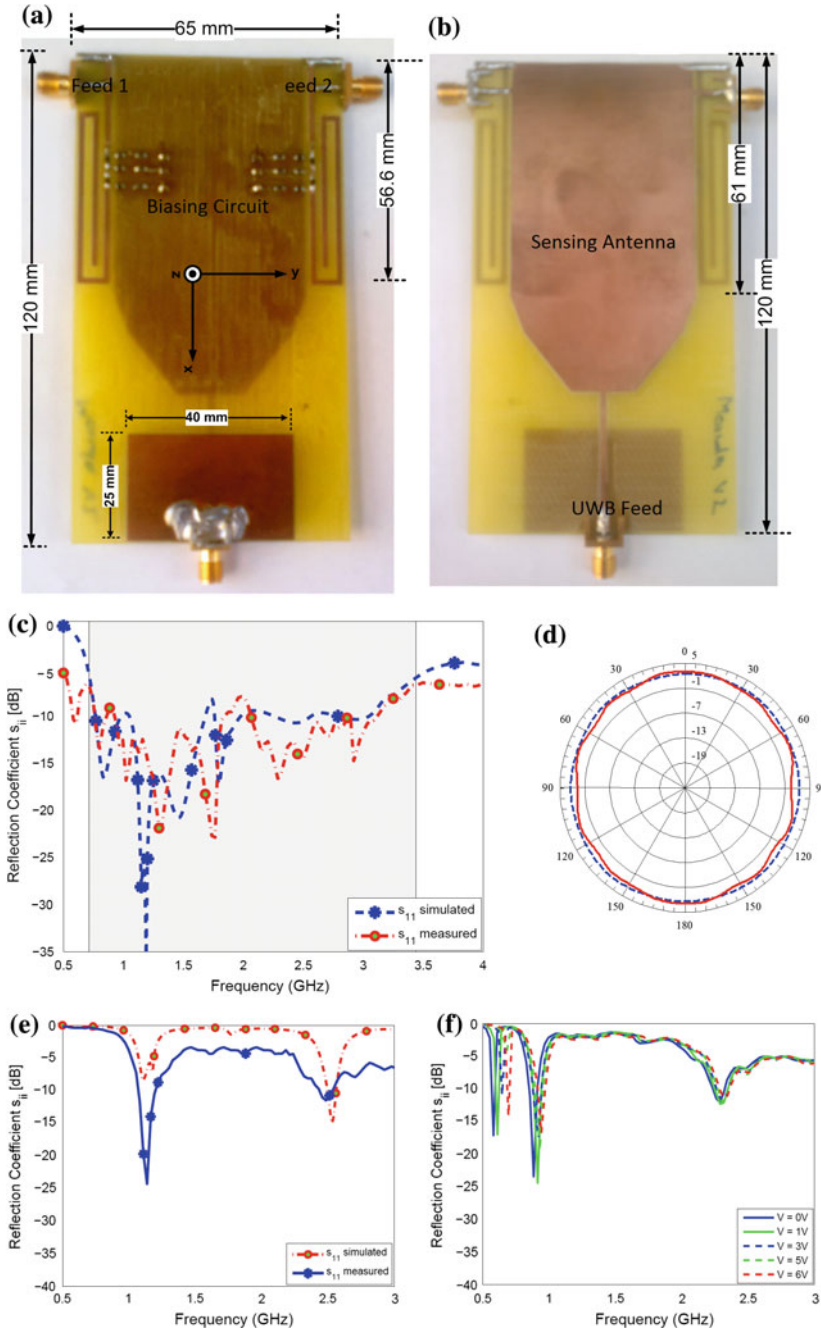 (a)
65 mm
Feed 1
eed 2
120 mm
56.6 mm
Biasing Circuit
z
y
x
40 mm
25 mm
(b)
61 mm
120 mm
Sensing Antenna
UWB Feed
(c)
Reflection Coefficient s_ii [dB]
0
−5
−10
−15
−20
−25
−30
−35
s_11 simulated
s_11 measured
0.5 1 1.5 2 2.5 3 3.5 4
Frequency (GHz)
(d)
0
5
30 30
−1
−7
60 60
−13
−19
90 90
120 120
150 150
180
(e)
Reflection Coefficient s_ii [dB]
0
−5
−10
−15
−20
−25
−30
−35
−40
s_11 simulated
s_11 measured
0.5 1 1.5 2 2.5 3
Frequency (GHz)
(f)
Reflection Coefficient s_ii [dB]
0
−5
−10
−15
−20
−25
−30
−35
−40
V = 0V
V = 1V
V = 3V
V = 5V
V = 6V
0.5 1 1.5 2 2.5 3
Frequency (GHz)